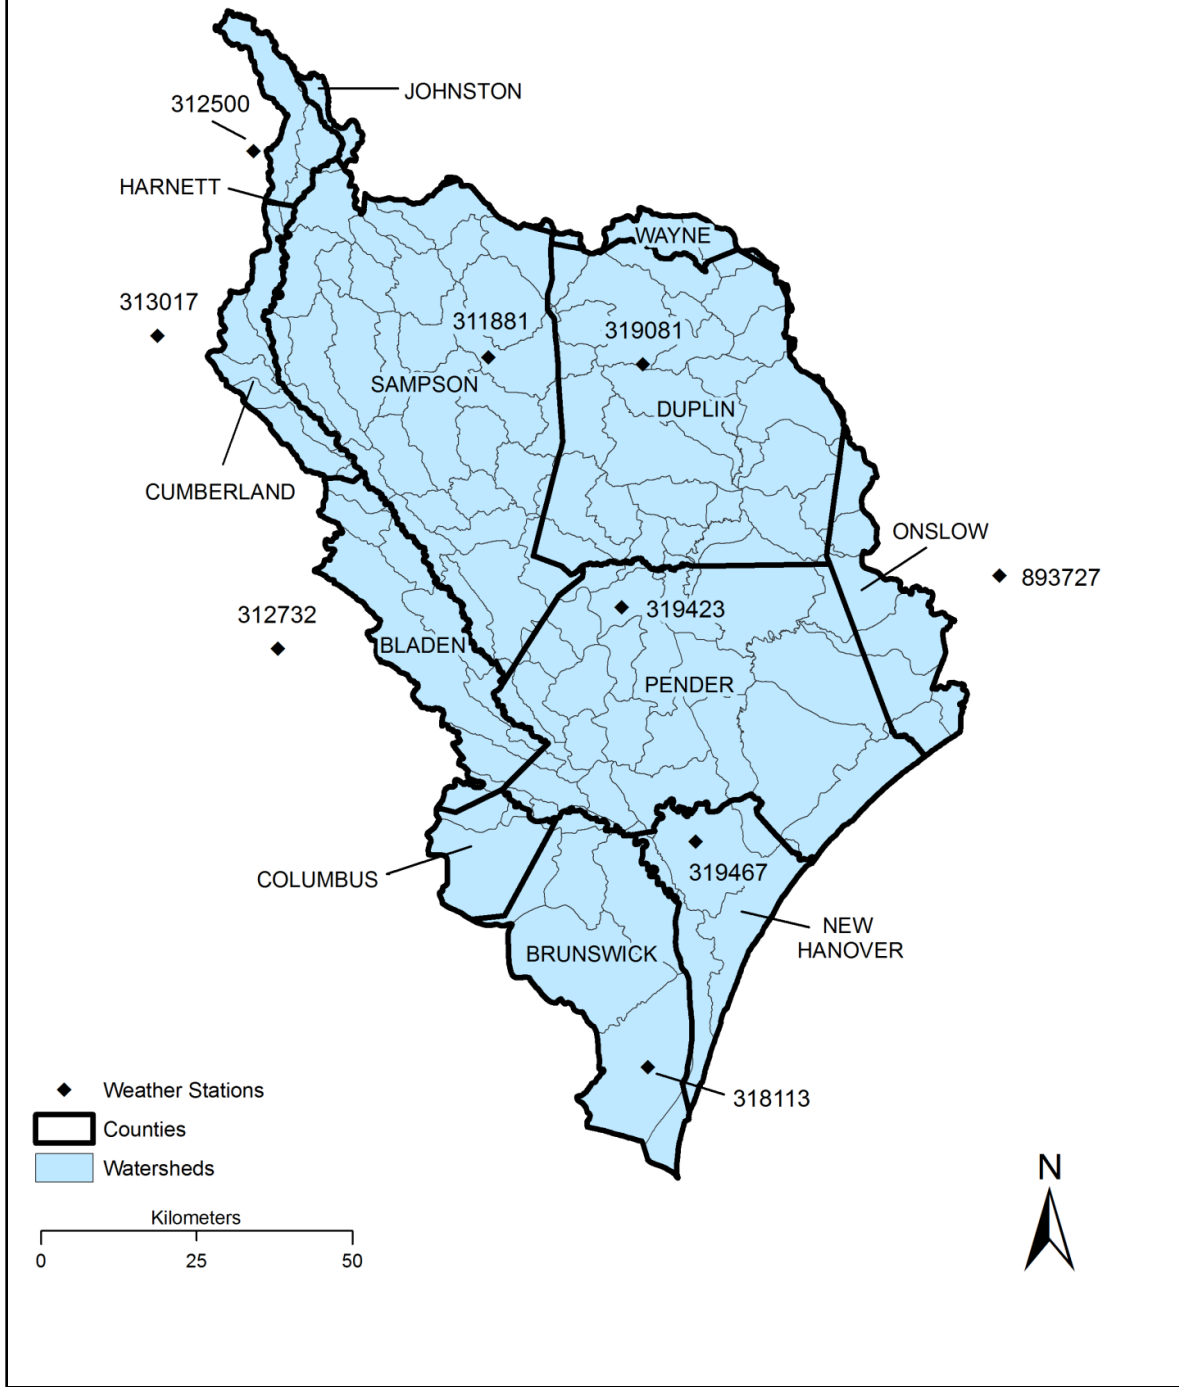 JOHNSTON
312500
HARNETT
WAYNE
313017
311881
319081
SAMPSON
DUPLIN
CUMBERLAND
ONSLOW
893727
312732
319423
BLADEN
PENDER
319467
COLUMBUS
NEW
HANOVER
BRUNSWICK
318113
Weather Stations
Counties
Watersheds
Kilometers
0 25 50
N